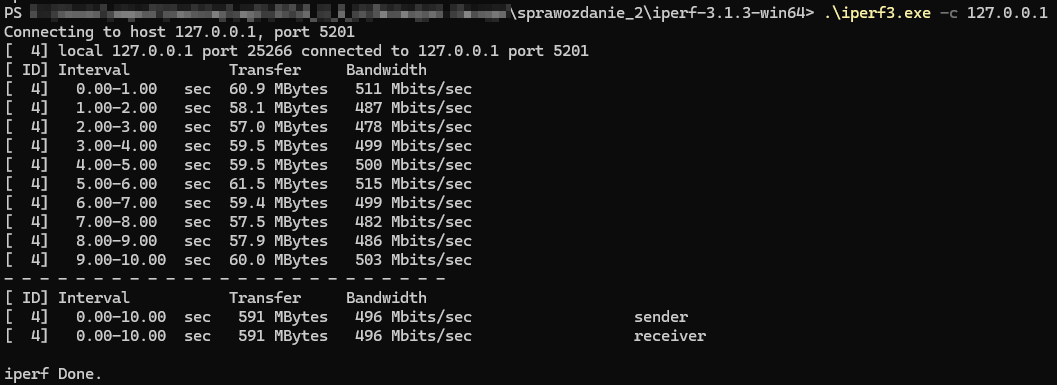 PS \sprawozdanie_2\iperf-3.1.3-win64> .\iperf3.exe -c 127.0.0.1
Connecting to host 127.0.0.1, port 5201
[  4] local 127.0.0.1 port 25266 connected to 127.0.0.1 port 5201
[ ID] Interval           Transfer     Bandwidth
[  4]   0.00-1.00   sec  60.9 MBytes   511 Mbits/sec
[  4]   1.00-2.00   sec  58.1 MBytes   487 Mbits/sec
[  4]   2.00-3.00   sec  57.0 MBytes   478 Mbits/sec
[  4]   3.00-4.00   sec  59.5 MBytes   499 Mbits/sec
[  4]   4.00-5.00   sec  59.5 MBytes   500 Mbits/sec
[  4]   5.00-6.00   sec  61.5 MBytes   515 Mbits/sec
[  4]   6.00-7.00   sec  59.4 MBytes   499 Mbits/sec
[  4]   7.00-8.00   sec  57.5 MBytes   482 Mbits/sec
[  4]   8.00-9.00   sec  57.9 MBytes   486 Mbits/sec
[  4]   9.00-10.00  sec  60.0 MBytes   503 Mbits/sec
- - - - - - - - - - - - - - - - - - - - - - - - -
[ ID] Interval           Transfer     Bandwidth
[  4]   0.00-10.00  sec   591 MBytes   496 Mbits/sec                  sender
[  4]   0.00-10.00  sec   591 MBytes   496 Mbits/sec                  receiver
iperf Done.